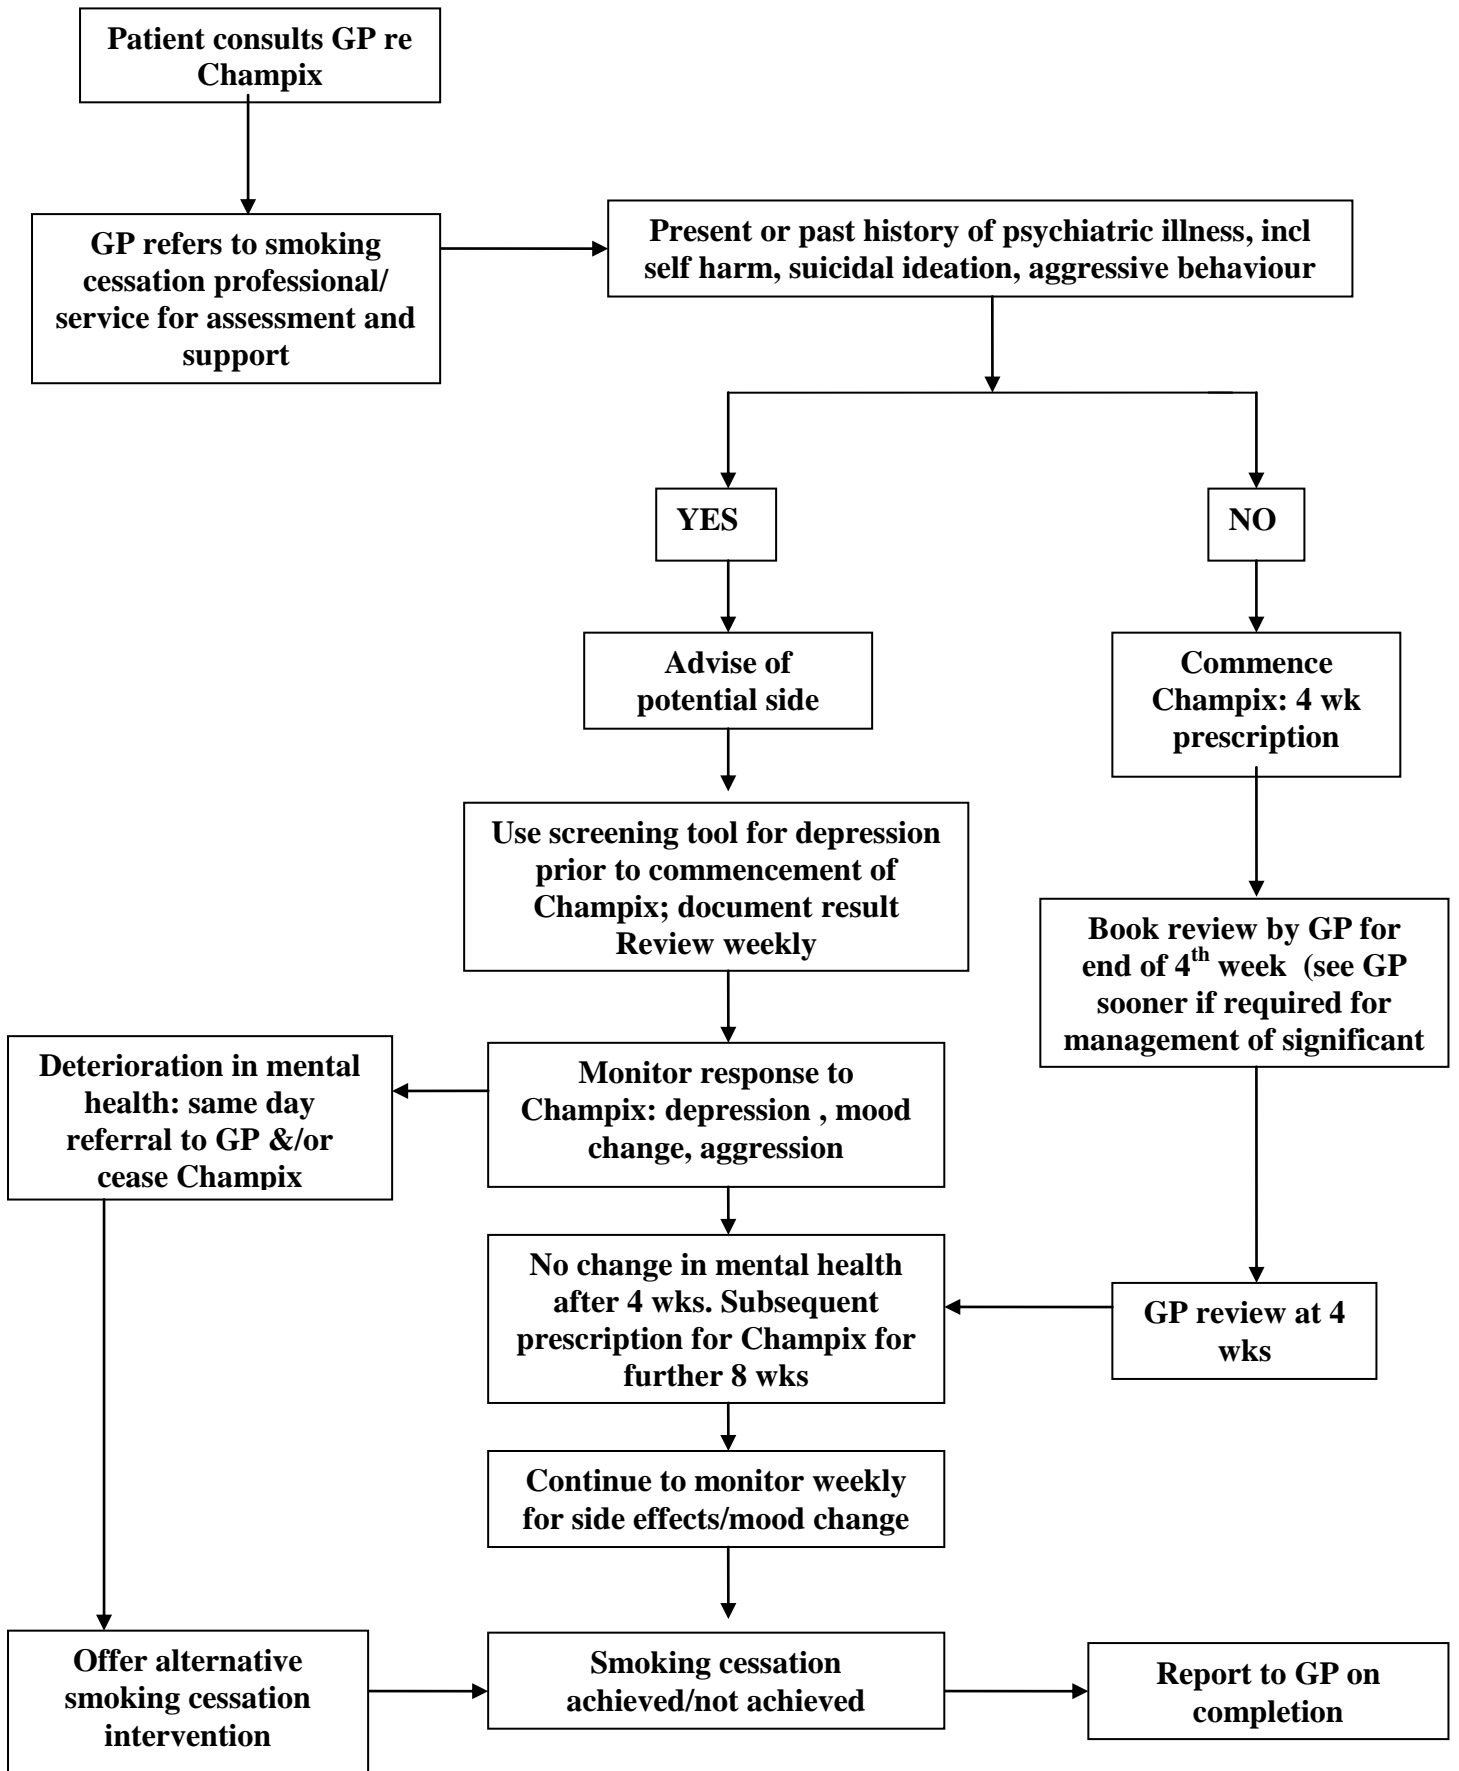 Patient consults GP re
Champix
GP refers to smoking
cessation professional/
service for assessment and
support
Present or past history of psychiatric illness, incl
self harm, suicidal ideation, aggressive behaviour
YES
NO
Advise of
potential side
Commence
Champix: 4 wk
prescription
Use screening tool for depression
prior to commencement of
Champix; document result
Review weekly
Book review by GP for
end of 4th week (see GP
sooner if required for
management of significant
Deterioration in mental
health: same day
referral to GP &/or
cease Champix
Monitor response to
Champix: depression , mood
change, aggression
No change in mental health
after 4 wks. Subsequent
prescription for Champix for
further 8 wks
GP review at 4
wks
Continue to monitor weekly
for side effects/mood change
Offer alternative
smoking cessation
intervention
Smoking cessation
achieved/not achieved
Report to GP on
completion